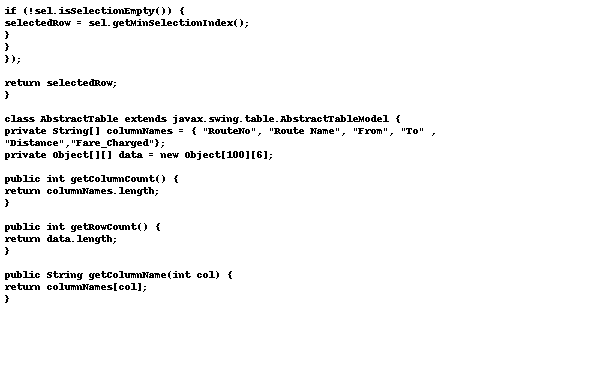 if (!sel.isSelectionEmpty()) {
selectedRow = sel.getMinSelectionIndex();
}
}
});
return selectedRow;
}
class AbstractTable extends javax.swing.table.AbstractTableModel {
private String[] columnNames = { "RouteNo", "Route Name", "From", "To" ,
"Distance","Fare_Charged"};
private Object[][] data = new Object[100][6];
public int getColumnCount() {
return columnNames.length;
}
public int getRowCount() {
return data.length;
}
public String getColumnName(int col) {
return columnNames[col];
}